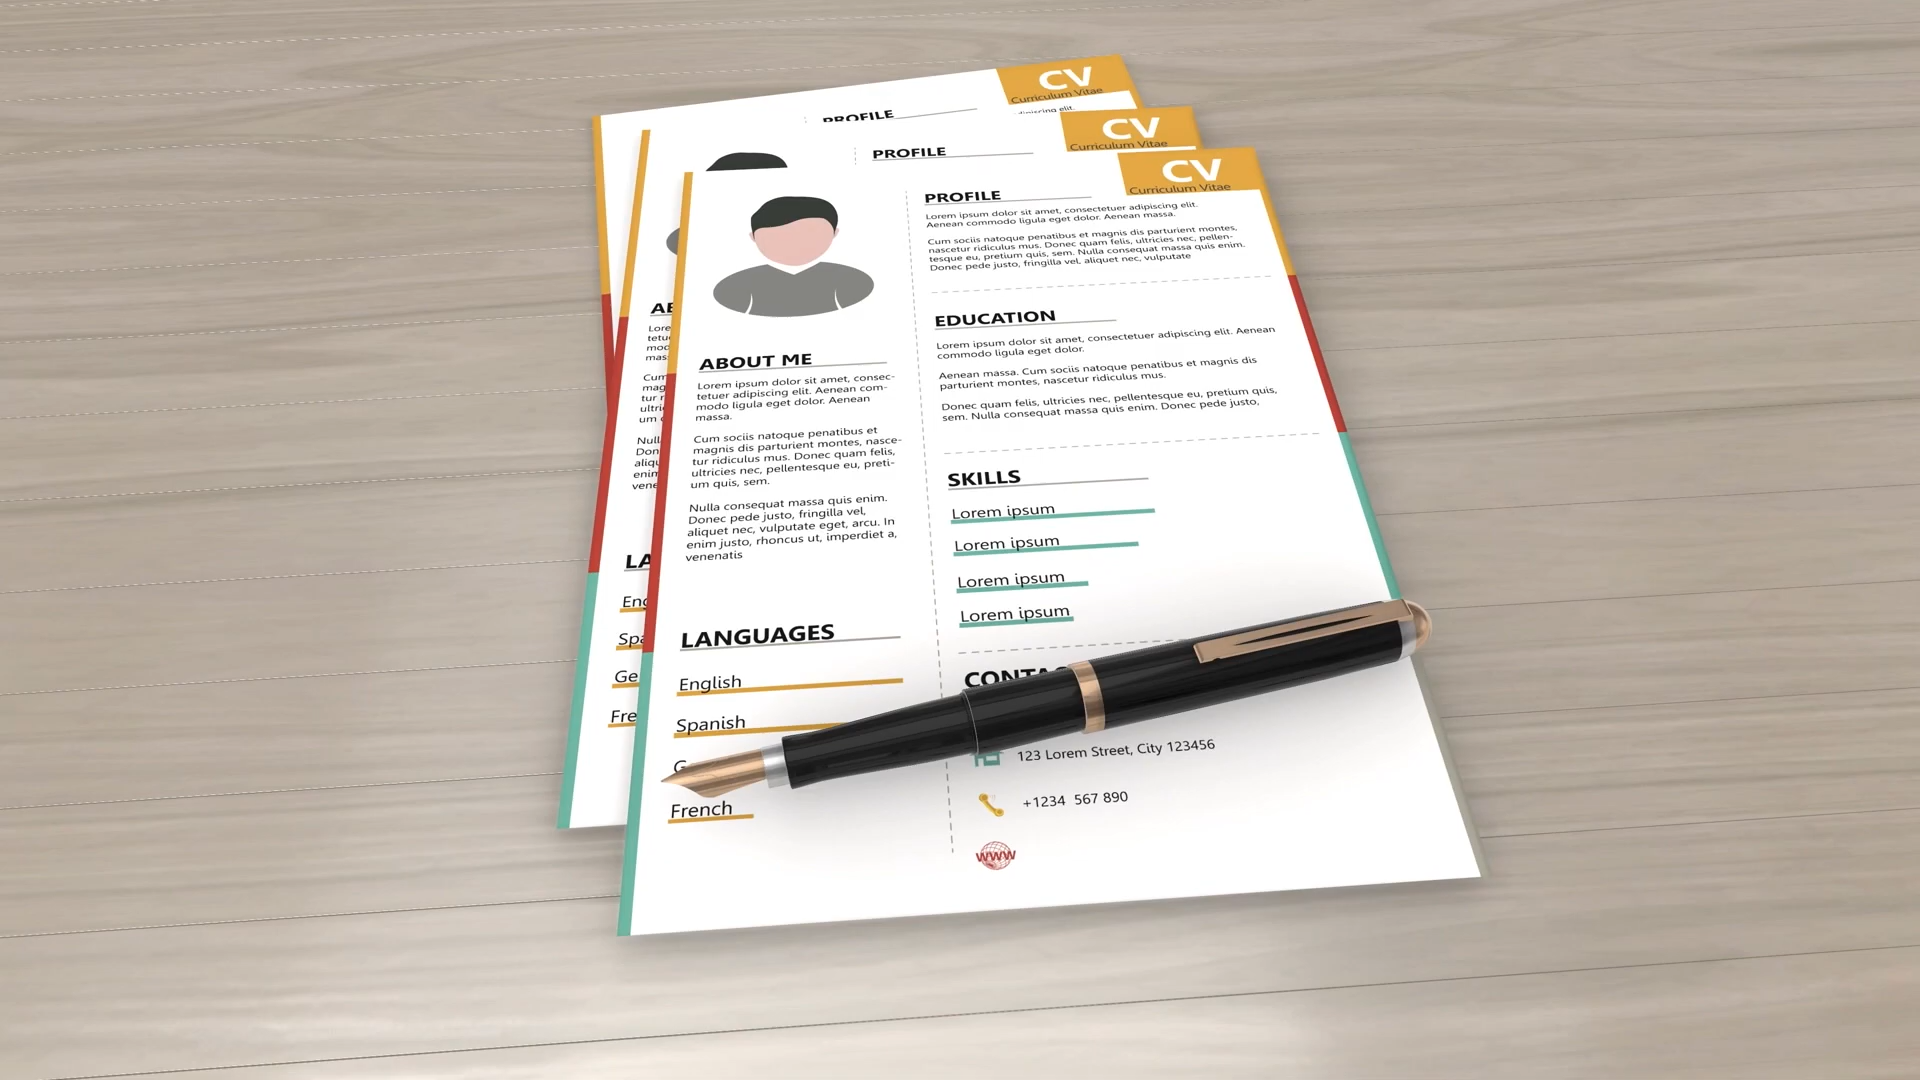 CV
Curriculum Vitae
PROFILE
CV
Curriculum Vitae
PROFILE
CV
Curriculum Vitae
PROFILE
Lorem ipsum dolor sit amet, consectetuer adipiscing elit.
Aenean commodo ligula eget dolor. Aenean massa.
Cum sociis natoque penatibus et magnis dis parturient montes,
nascetur ridiculus mus. Donec quam felis, ultricies nec, pellen-
tesque eu, pretium quis, sem. Nulla consequat massa quis enim.
Donec pede justo, fringilla vel, aliquet nec, vulputate
EDUCATION
Lorem ipsum dolor sit amet, consectetuer adipiscing elit. Aenean
commodo ligula eget dolor.
Aenean massa. Cum sociis natoque penatibus et magnis dis
parturient montes, nascetur ridiculus mus.
Donec quam felis, ultricies nec, pellentesque eu, pretium quis,
sem. Nulla consequat massa quis enim. Donec pede justo,
SKILLS
Lorem ipsum
Lorem ipsum
Lorem ipsum
Lorem ipsum
123 Lorem Street, City 123456
+1234 567 890
WWW
ABOUT ME
Lorem ipsum dolor sit amet, consec-
tetuer adipiscing elit. Aenean com-
modo ligula eget dolor. Aenean
massa.
Cum sociis natoque penatibus et
magnis dis parturient montes, nasce-
tur ridiculus mus. Donec quam felis,
ultricies nec, pellentesque eu, preti-
um quis, sem.
Nulla consequat massa quis enim.
Donec pede justo, fringilla vel,
aliquet nec, vulputate eget, arcu. In
enim justo, rhoncus ut, imperdiet a,
venenatis
LANGUAGES
English
Spanish
French